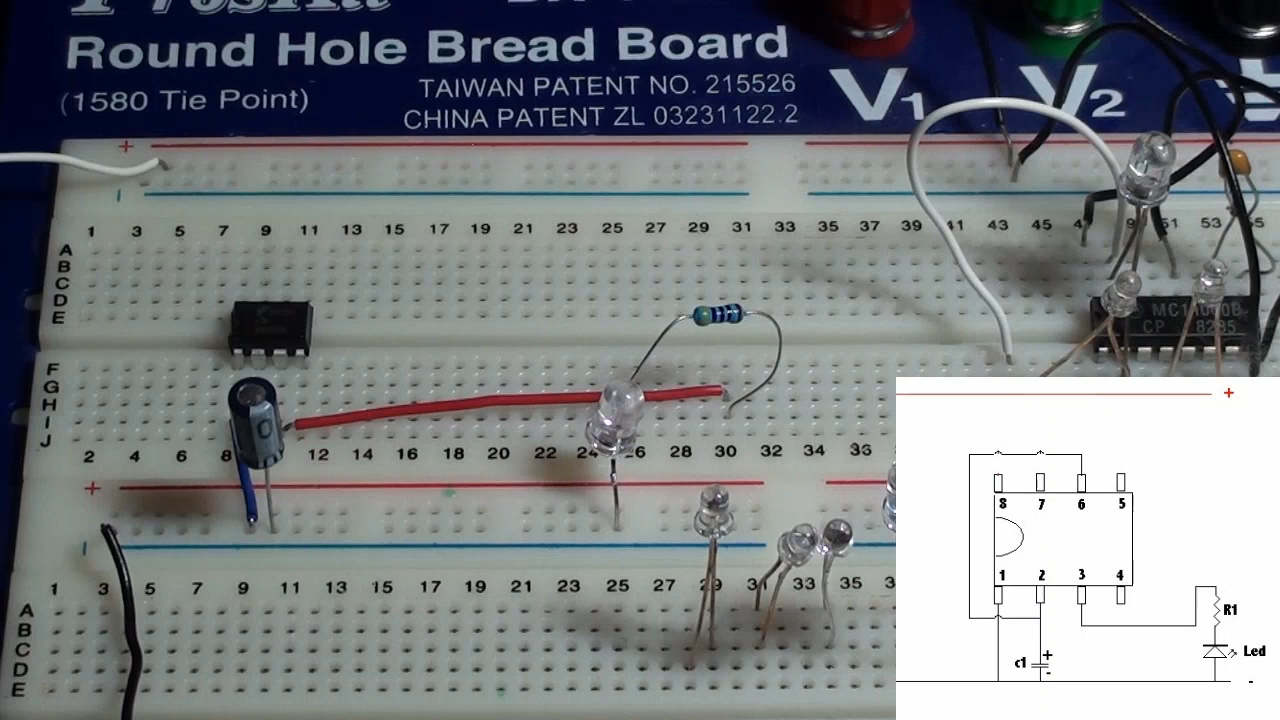 Round Hole Bread Board
(1580 Tie Point)
TAIWAN PATENT NO. 215526
CHINA PATENT ZL 03231122.2
V1
V2
+
1 3 5 7 9 11 13 15 17 19 21 23 25 27 29 31 33 35 37 39 41 43 45 51 53
A
B
C
D
E
CP 8235
F
G
H
I
J
2 4 6 8 12 14 16 18 20 22 24 26 28 30 32 34 36
+
1 3 5 7 9 11 13 15 17 19 21 23 25 27 29 33 35
A
B
C
D
E
+
8 7 6 5
1 2 3 4
R1
Led
c1 +
-
-